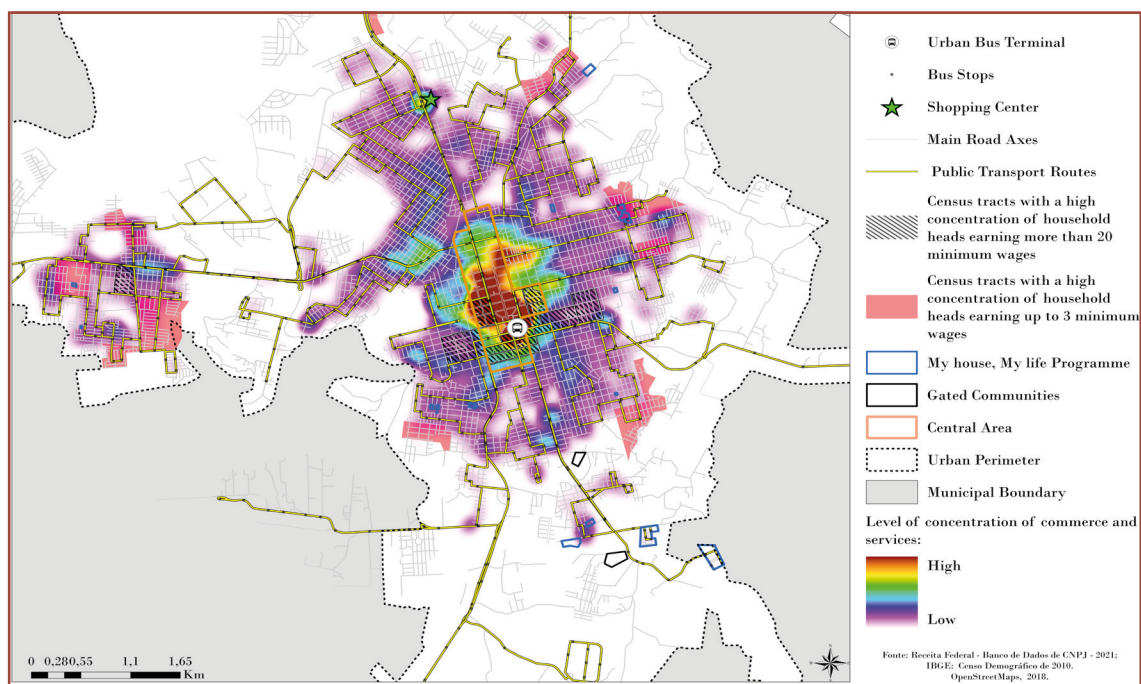 Urban Bus Terminal
Bus Stops
Shopping Center
Main Road Axes
Public Transport Routes
Census tracts with a high
concentration of household
heads earning more than 20
minimum wages
Census tracts with a high
concentration of household
heads earning up to 3 minimum
wages
My house, My life Programme
Gated Communities
Central Area
Urban Perimeter
Municipal Boundary
Level of concentration of commerce and
services:
High
Low
0 0,280,55 1,1 1,65
Km
Fonte: Receita Federal - Banco de Dados de CNPJ - 2021;
IBGE: Censo Demográfico de 2010.
OpenStreetMaps, 2018.